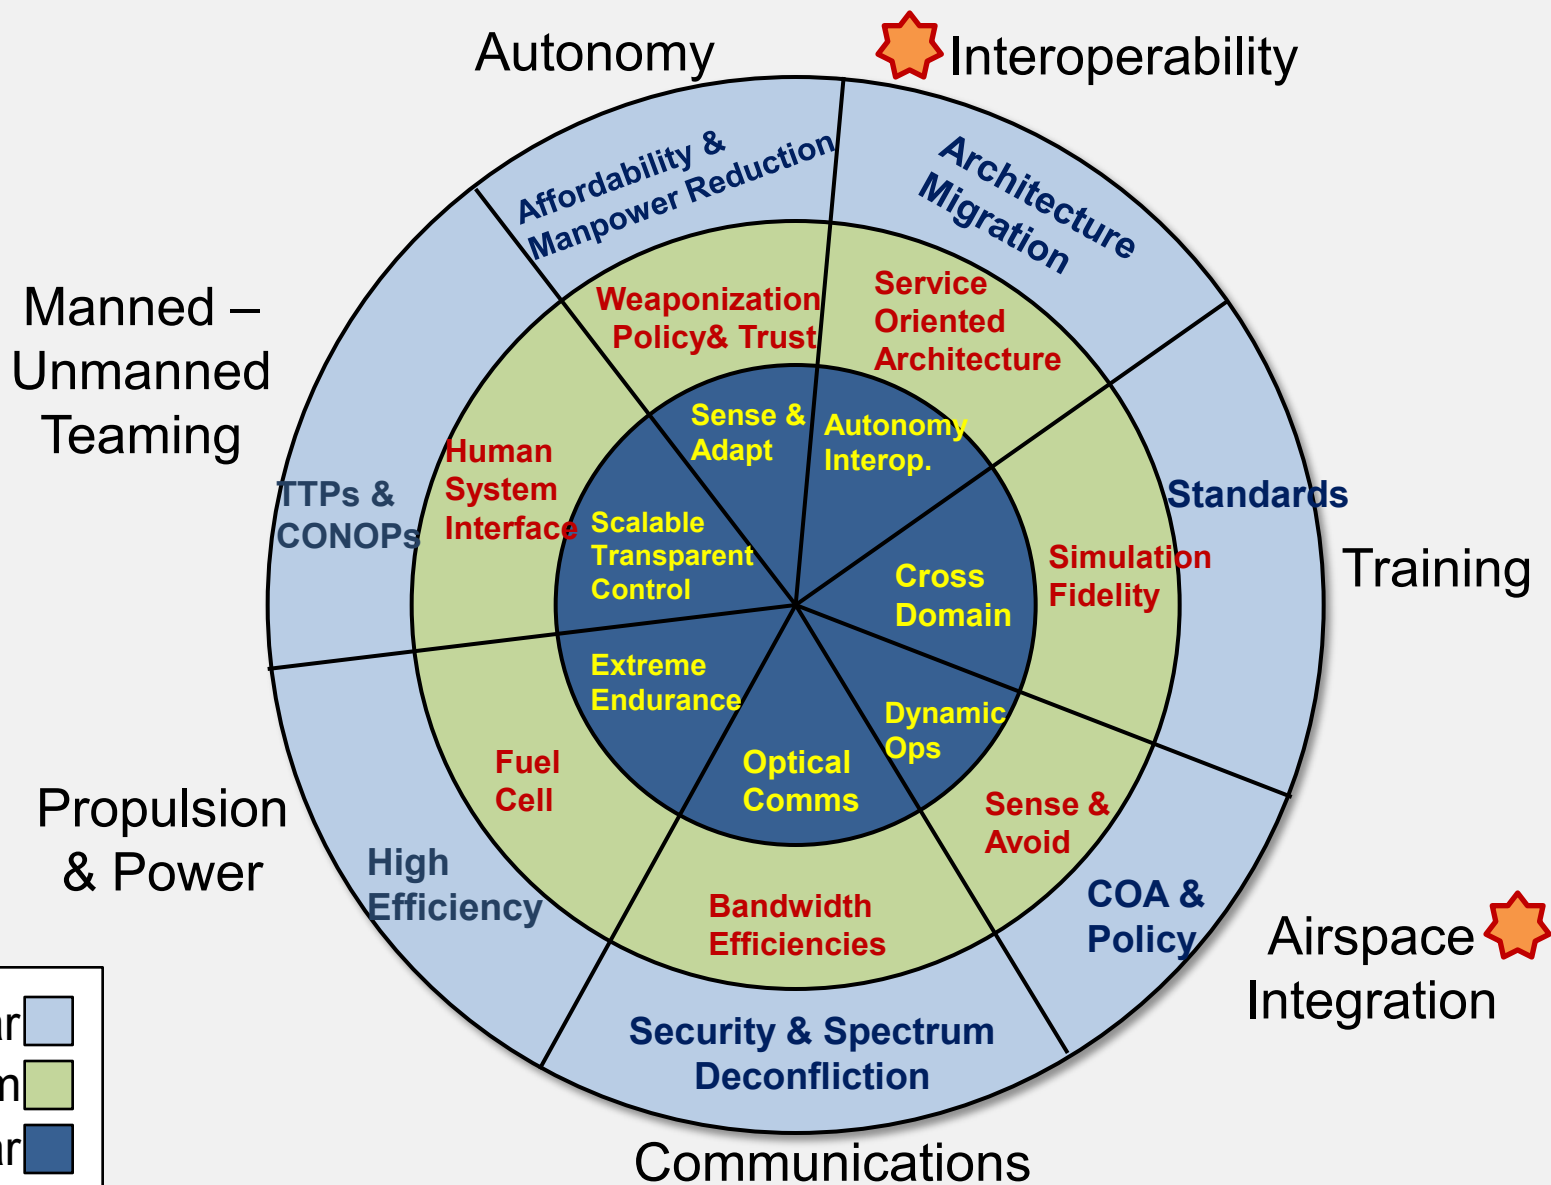 Autonomy
Interoperability
Affordability &
Manpower Reduction
Architecture
Migration
Weaponization
Policy& Trust
Service
Oriented
Architecture
Manned –
Unmanned
Teaming
Sense &
Adapt
Autonomy
Interop.
Human
System
Interface
TTPs &
CONOPs
Standards
Scalable
Transparent
Control
Cross
Domain
Simulation
Fidelity
Training
Extreme
Endurance
Dynamic
Ops
Optical
Comms
Fuel
Cell
Sense &
Avoid
Propulsion
& Power
High
Efficiency
Bandwidth
Efficiencies
COA &
Policy
Airspace
Integration
Security & Spectrum
Deconfliction
Communications